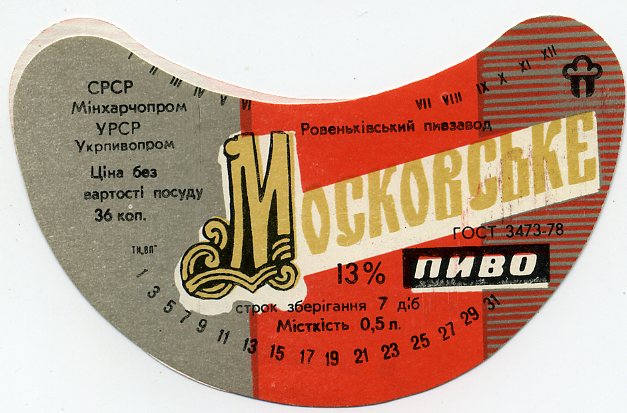 I II III IV V VI VII VIII IX X XI XII
СРСР
Мінхарчопром
УРСР
Укрпивопром
Ціна без
вартості посуду
36 коп.
Ровеньківський пивзавод
Московське
ГОСТ 3473-78
13% ПИВО
строк зберігання 7 діб
Місткість 0,5 л.
1 3 5 7 9 11 13 15 17 19 21 23 25 27 29 31